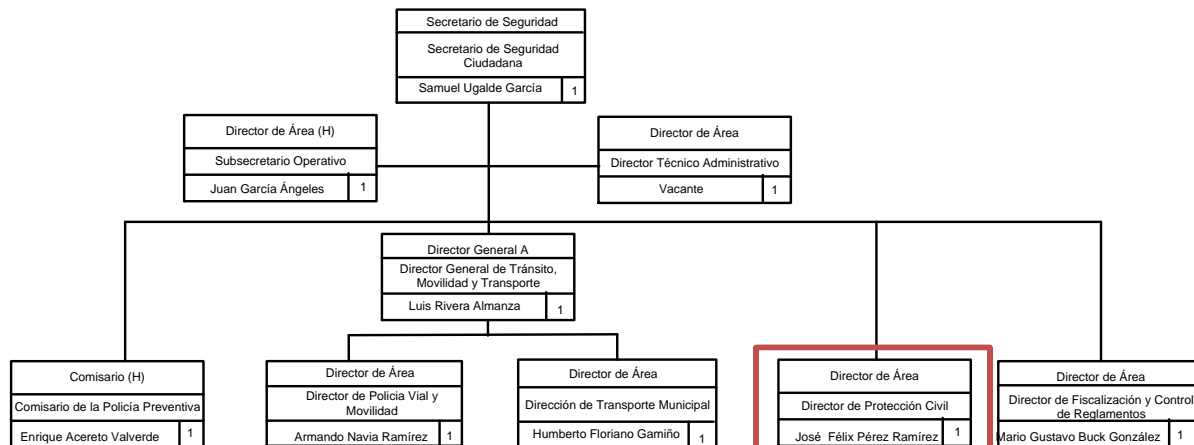 Secretario de Seguridad
Secretario de Seguridad
Ciudadana
Samuel Ugalde García
1
Director de Área (H)
Subsecretario Operativo
Juan García Ángeles
1
Director de Área
Director Técnico Administrativo
Vacante
1
Director General A
Director General de Tránsito,
Movilidad y Transporte
Luis Rivera Almanza
1
Comisario (H)
Comisario de la Policía Preventiva
Enrique Acereto Valverde
1
Director de Área
Director de Policia Vial y
Movilidad
Armando Navia Ramírez
1
Director de Área
Dirección de Transporte Municipal
Humberto Floriano Gamiño
1
Director de Área
Director de Protección Civil
José Félix Pérez Ramírez
1
Director de Área
Director de Fiscalización y Control
de Reglamentos
Mario Gustavo Buck González
1